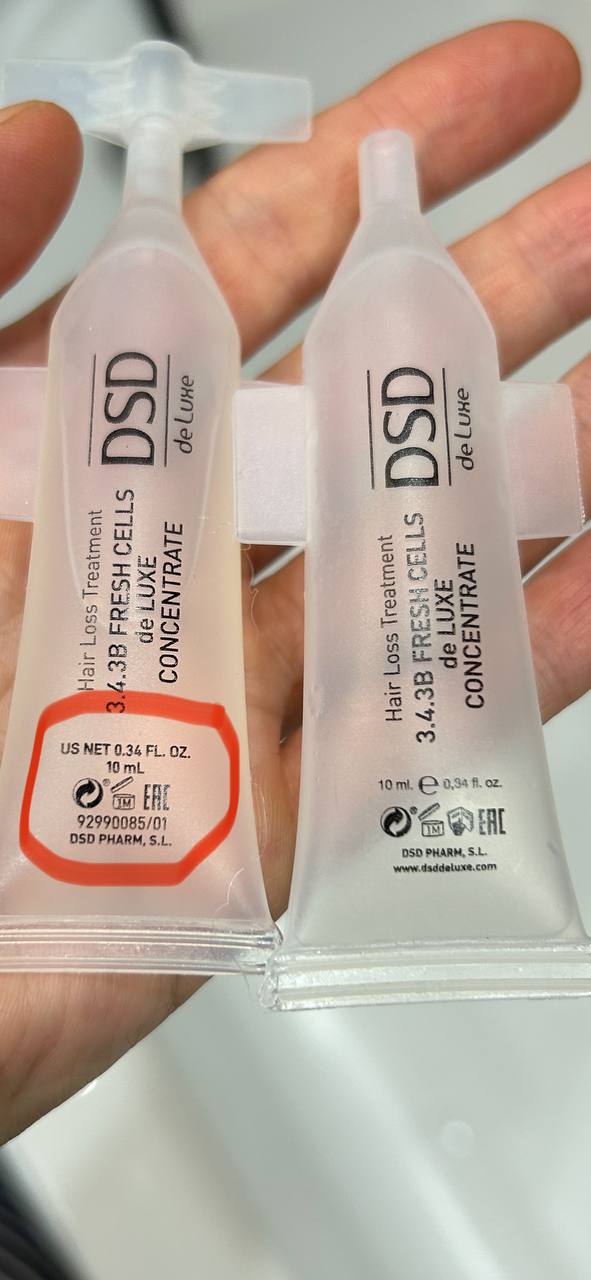 DSD
de Luxe
Hair Loss Treatment
3.4.3B FRESH CELLS
de LUXE
CONCENTRATE
US NET 0.34 FL. OZ.
10 mL
1M EAC
92990085/01
DSD PHARM, S.L.
DSD
de Luxe
Hair Loss Treatment
3.4.3B FRESH CELLS
de LUXE
CONCENTRATE
10 ml. ℮ 0,34 fl. oz.
1M EAC
DSD PHARM, S.L.
www.dsddeluxe.com